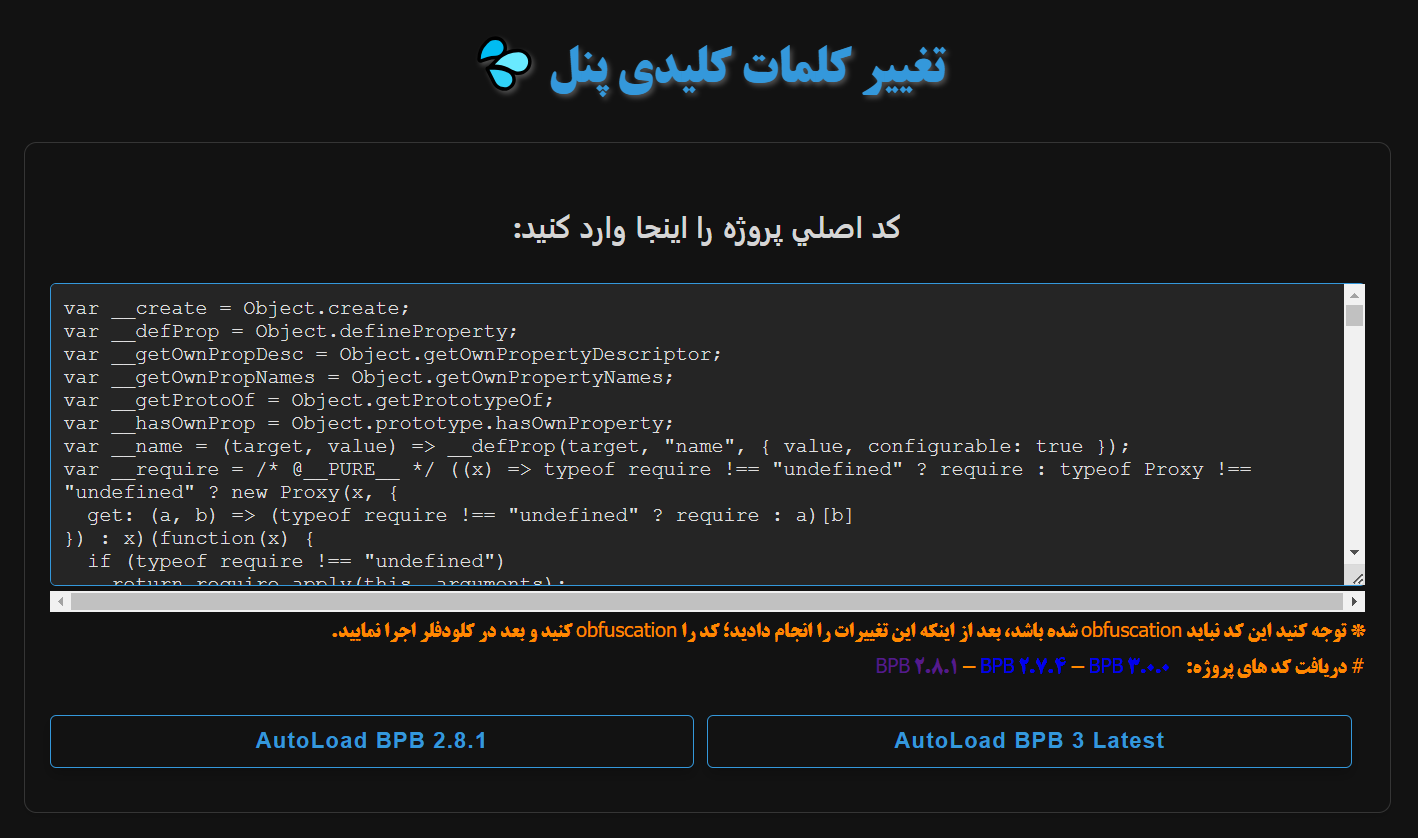 تغییر کلمات کلیدی پنل
کد اصلي پروژه را اینجا وارد کنید:
var __create = Object.create;
var __defProp = Object.defineProperty;
var __getOwnPropDesc = Object.getOwnPropertyDescriptor;
var __getOwnPropNames = Object.getOwnPropertyNames;
var __getProtoOf = Object.getPrototypeOf;
var __hasOwnProp = Object.prototype.hasOwnProperty;
var __name = (target, value) => __defProp(target, "name", { value, configurable: true });
var __require = /* @__PURE__ */ ((x) => typeof require !== "undefined" ? require : typeof Proxy !==
"undefined" ? new Proxy(x, {
  get: (a, b) => (typeof require !== "undefined" ? require : a)[b]
}) : x)(function(x) {
  if (typeof require !== "undefined")
    return require.apply(this, arguments);
❊ توجه کنید این کد نباید obfuscation شده باشد، بعد از اینکه این تغییرات را انجام دادید؛ کد را obfuscation کنید و بعد در کلودفلر اجرا نمایید.
# دریافت کد های پروژه: BPB ۳.۰.۰ – BPB ۲.۷.۴ – BPB ۲.۸.۱
AutoLoad BPB 2.8.1
AutoLoad BPB 3 Latest